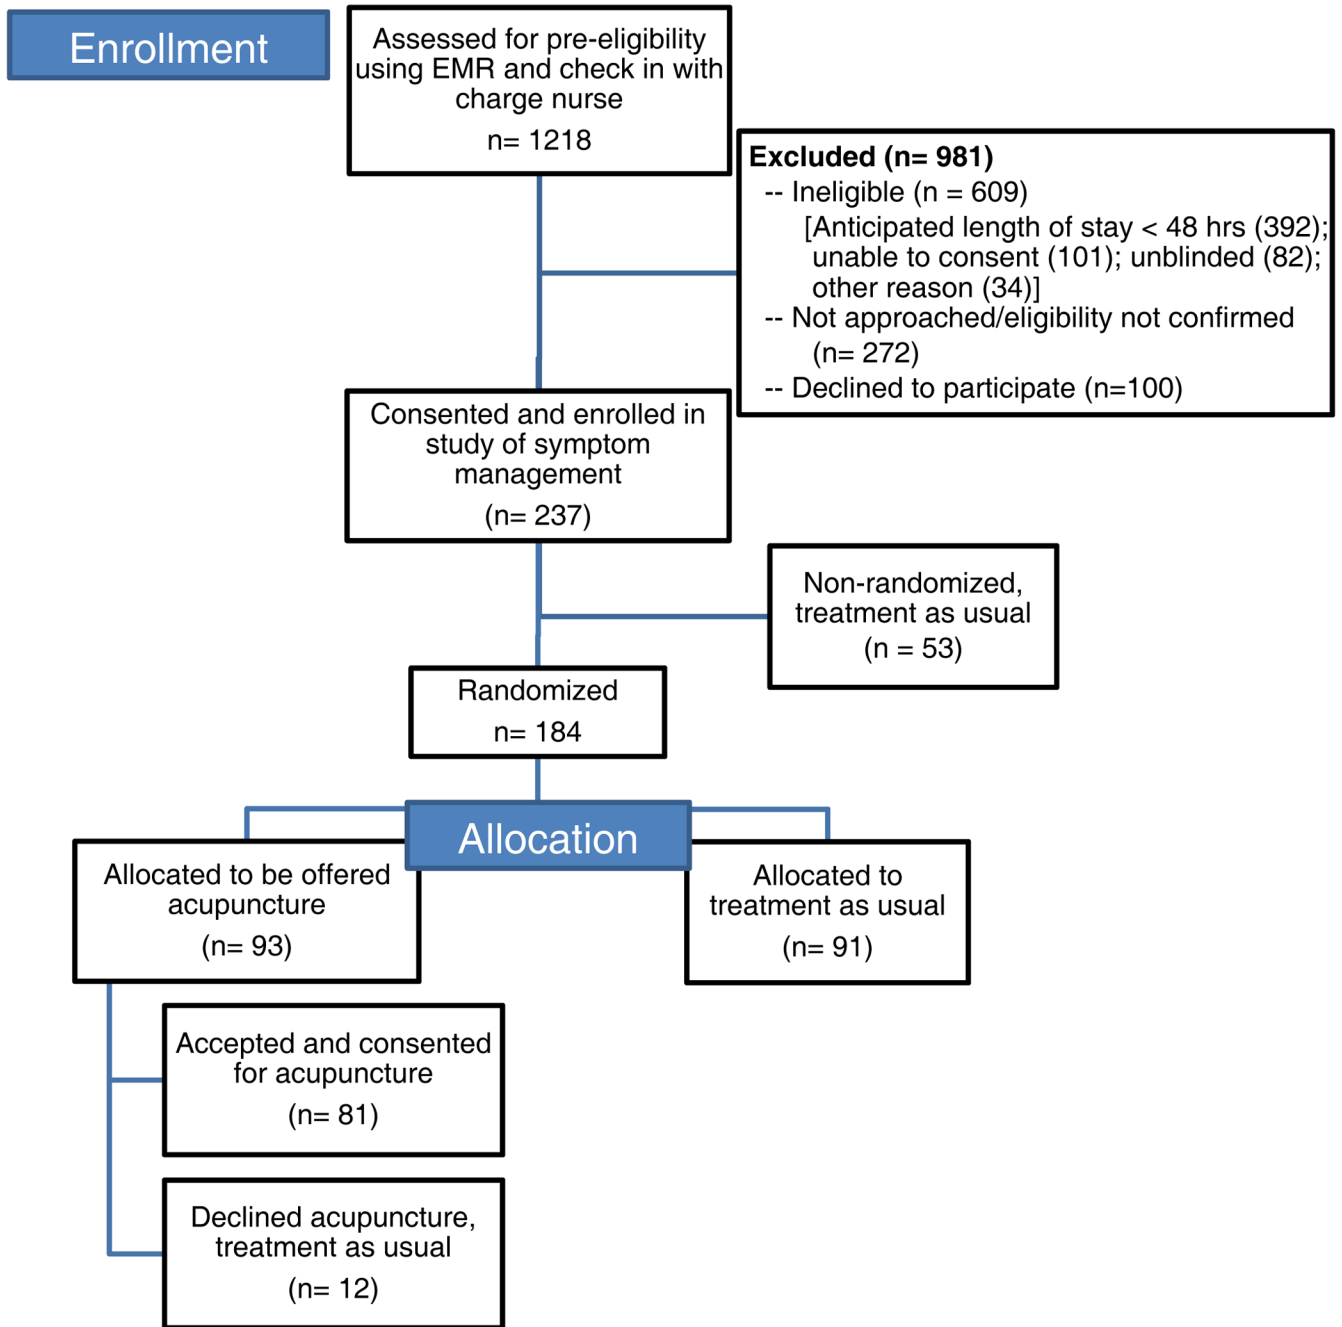 Enrollment
Assessed for pre-eligibility
using EMR and check in with
charge nurse
n= 1218
Excluded (n= 981)
-- Ineligible (n = 609)
[Anticipated length of stay < 48 hrs (392);
unable to consent (101); unblinded (82);
other reason (34)]
-- Not approached/eligibility not confirmed
(n= 272)
-- Declined to participate (n=100)
Consented and enrolled in
study of symptom
management
(n= 237)
Non-randomized,
treatment as usual
(n = 53)
Randomized
n= 184
Allocation
Allocated to be offered
acupuncture
(n= 93)
Allocated to
treatment as usual
(n= 91)
Accepted and consented
for acupuncture
(n= 81)
Declined acupuncture,
treatment as usual
(n= 12)